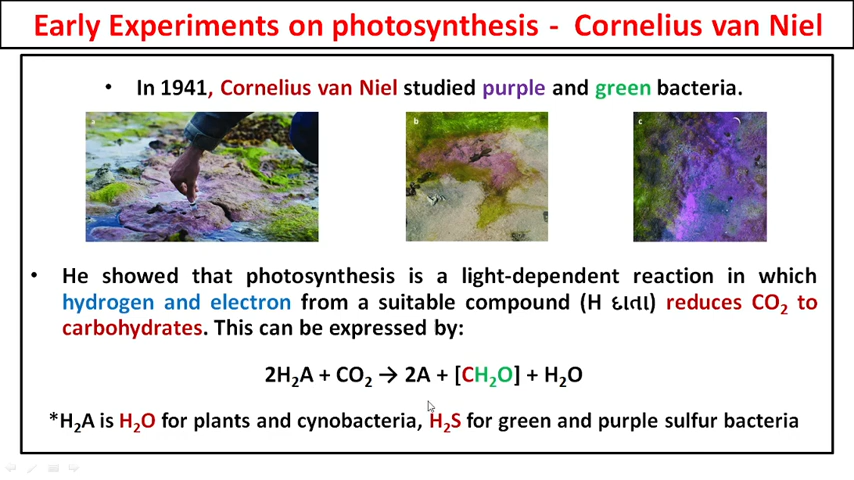 Early Experiments on photosynthesis - Cornelius van Niel
• In 1941, Cornelius van Niel studied purple and green bacteria.
a
b
c
• He showed that photosynthesis is a light-dependent reaction in which
hydrogen and electron from a suitable compound (H દાતા) reduces CO₂ to
carbohydrates. This can be expressed by:
2H₂A + CO₂ → 2A + [CH₂O] + H₂O
*H₂A is H₂O for plants and cynobacteria, H₂S for green and purple sulfur bacteria